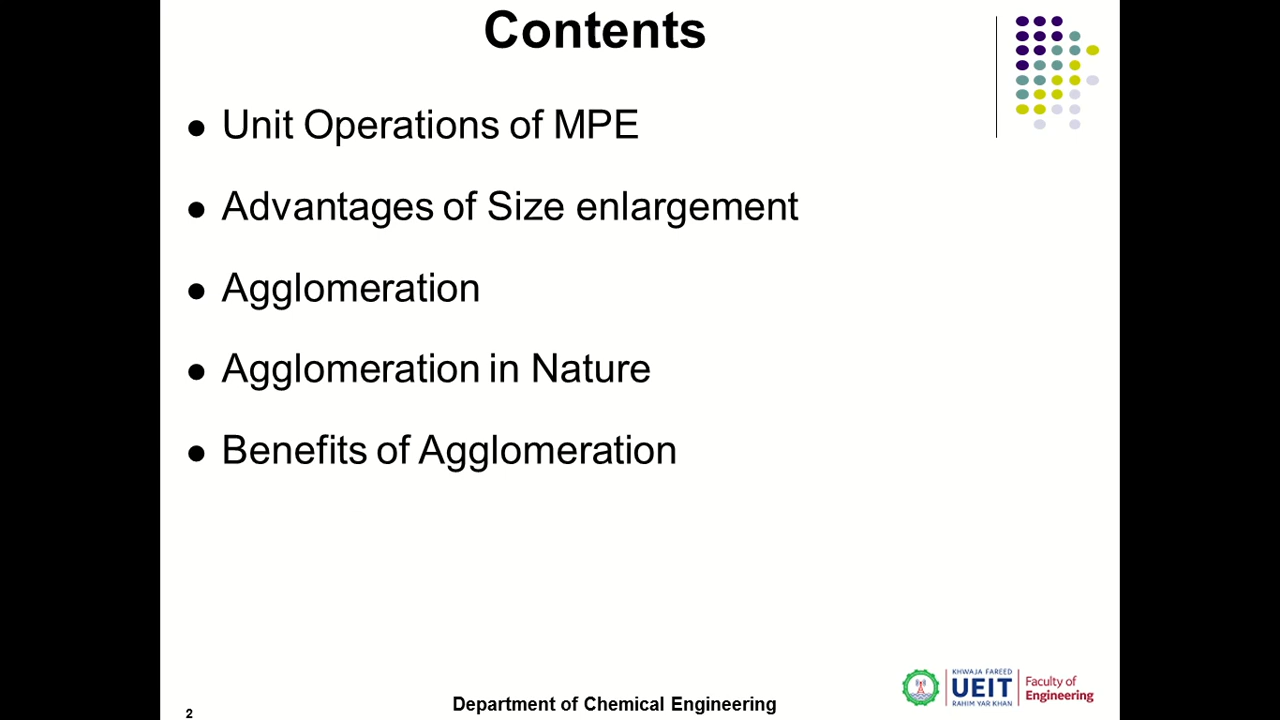 Contents
● Unit Operations of MPE
● Advantages of Size enlargement
● Agglomeration
● Agglomeration in Nature
● Benefits of Agglomeration
2
Department of Chemical Engineering
KHWAJA FAREED
UEIT
RAHIM YAR KHAN
Faculty of
Engineering